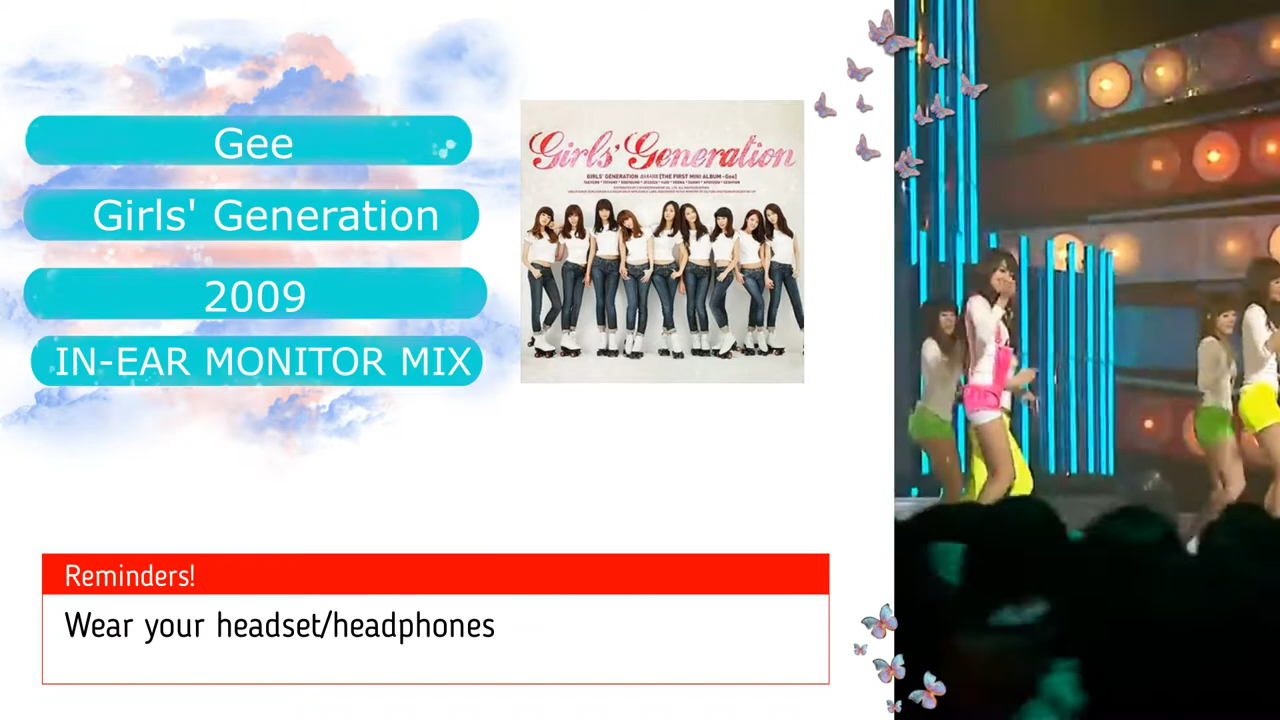 Gee
Girls' Generation
2009
IN-EAR MONITOR MIX
Girls' Generation
Reminders!
Wear your headset/headphones